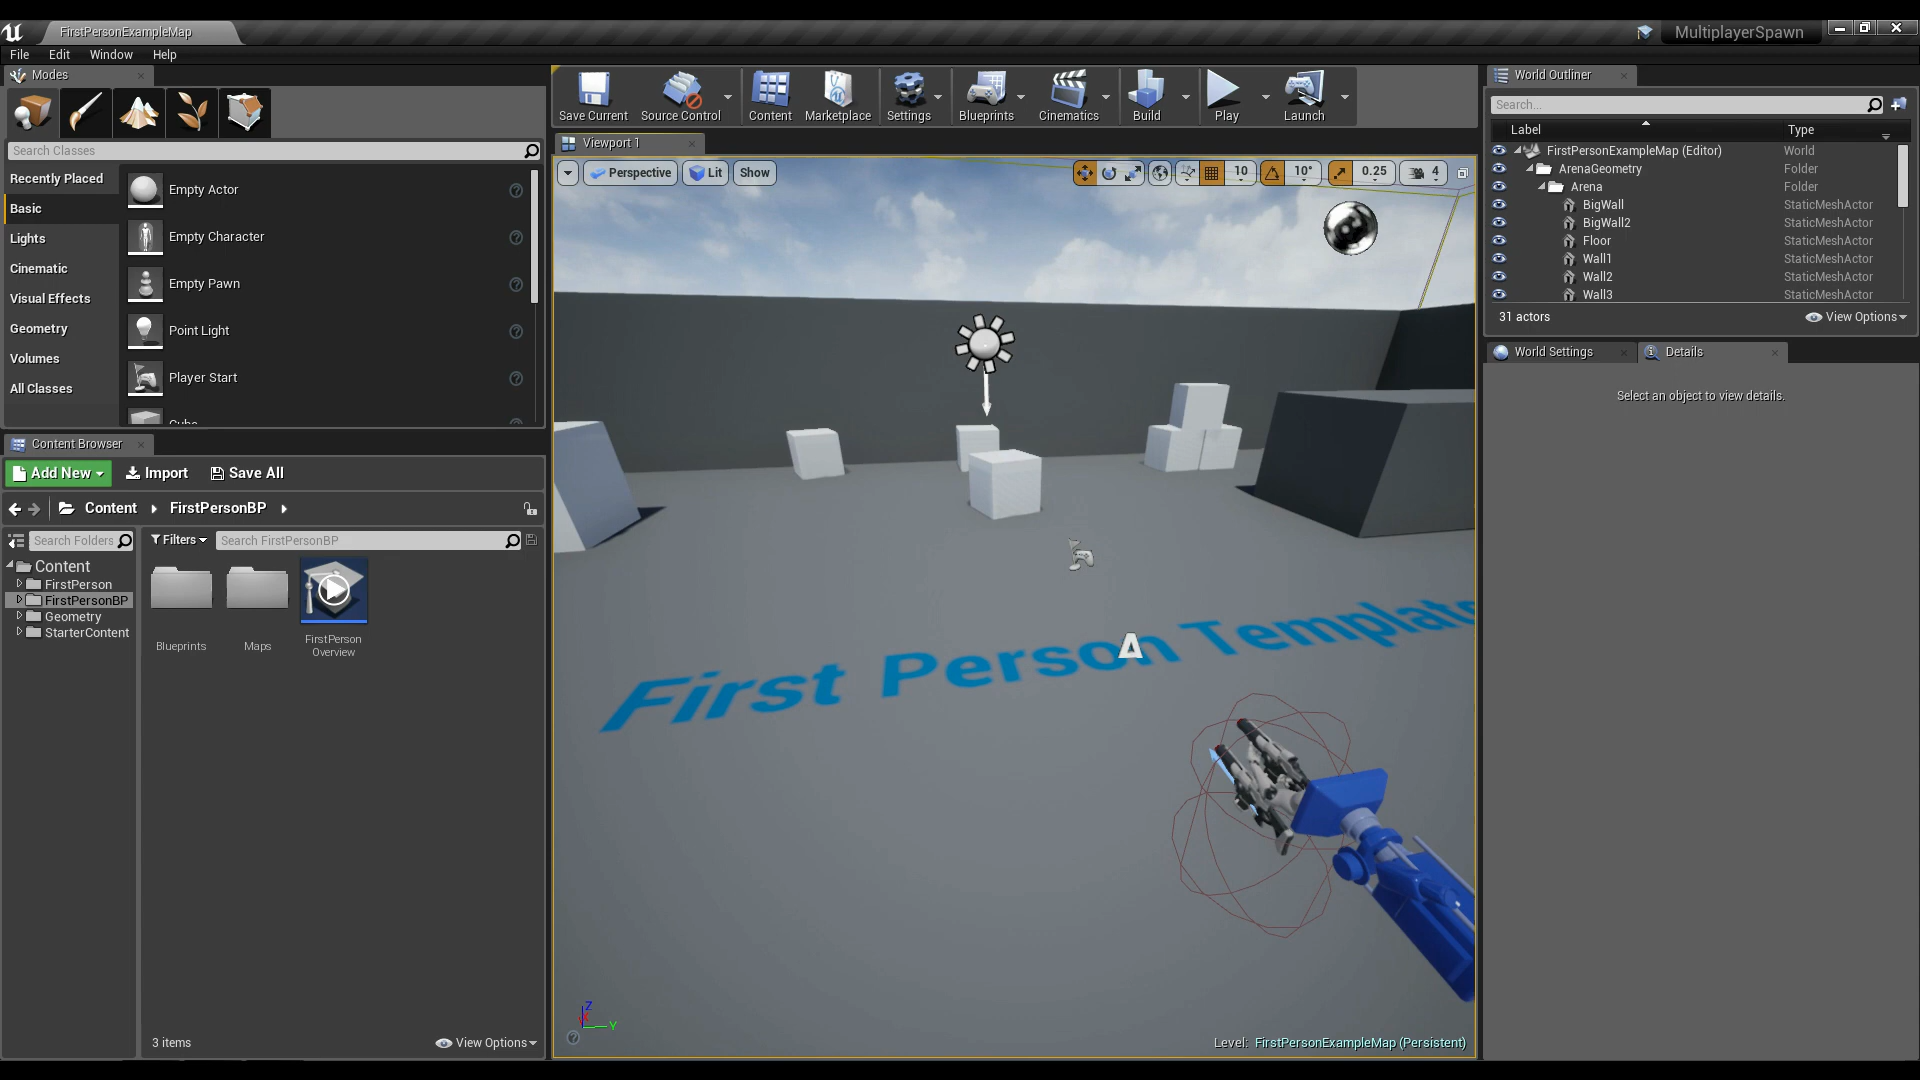 FirstPersonExampleMap
MultiplayerSpawn
File Edit Window Help
Modes
Search Classes
Recently Placed
Basic
Lights
Cinematic
Visual Effects
Geometry
Volumes
All Classes
Empty Actor
Empty Character
Empty Pawn
Point Light
Player Start
Cube
Content Browser
Add New Import Save All
Content FirstPersonBP
Search Folders
Filters Search FirstPersonBP
Content
FirstPerson
FirstPersonBP
Geometry
StarterContent
Blueprints
Maps
FirstPerson
Overview
3 items View Options
Save Current Source Control Content Marketplace Settings Blueprints Cinematics Build Play Launch
Viewport 1
Perspective Lit Show 10 10° 0.25 4
First Person Template
Z
X
Y
Level: FirstPersonExampleMap (Persistent)
World Outliner
Search...
Label Type
FirstPersonExampleMap (Editor) World
ArenaGeometry Folder
Arena Folder
BigWall StaticMeshActor
BigWall2 StaticMeshActor
Floor StaticMeshActor
Wall1 StaticMeshActor
Wall2 StaticMeshActor
Wall3 StaticMeshActor
31 actors View Options
World Settings Details
Select an object to view details.